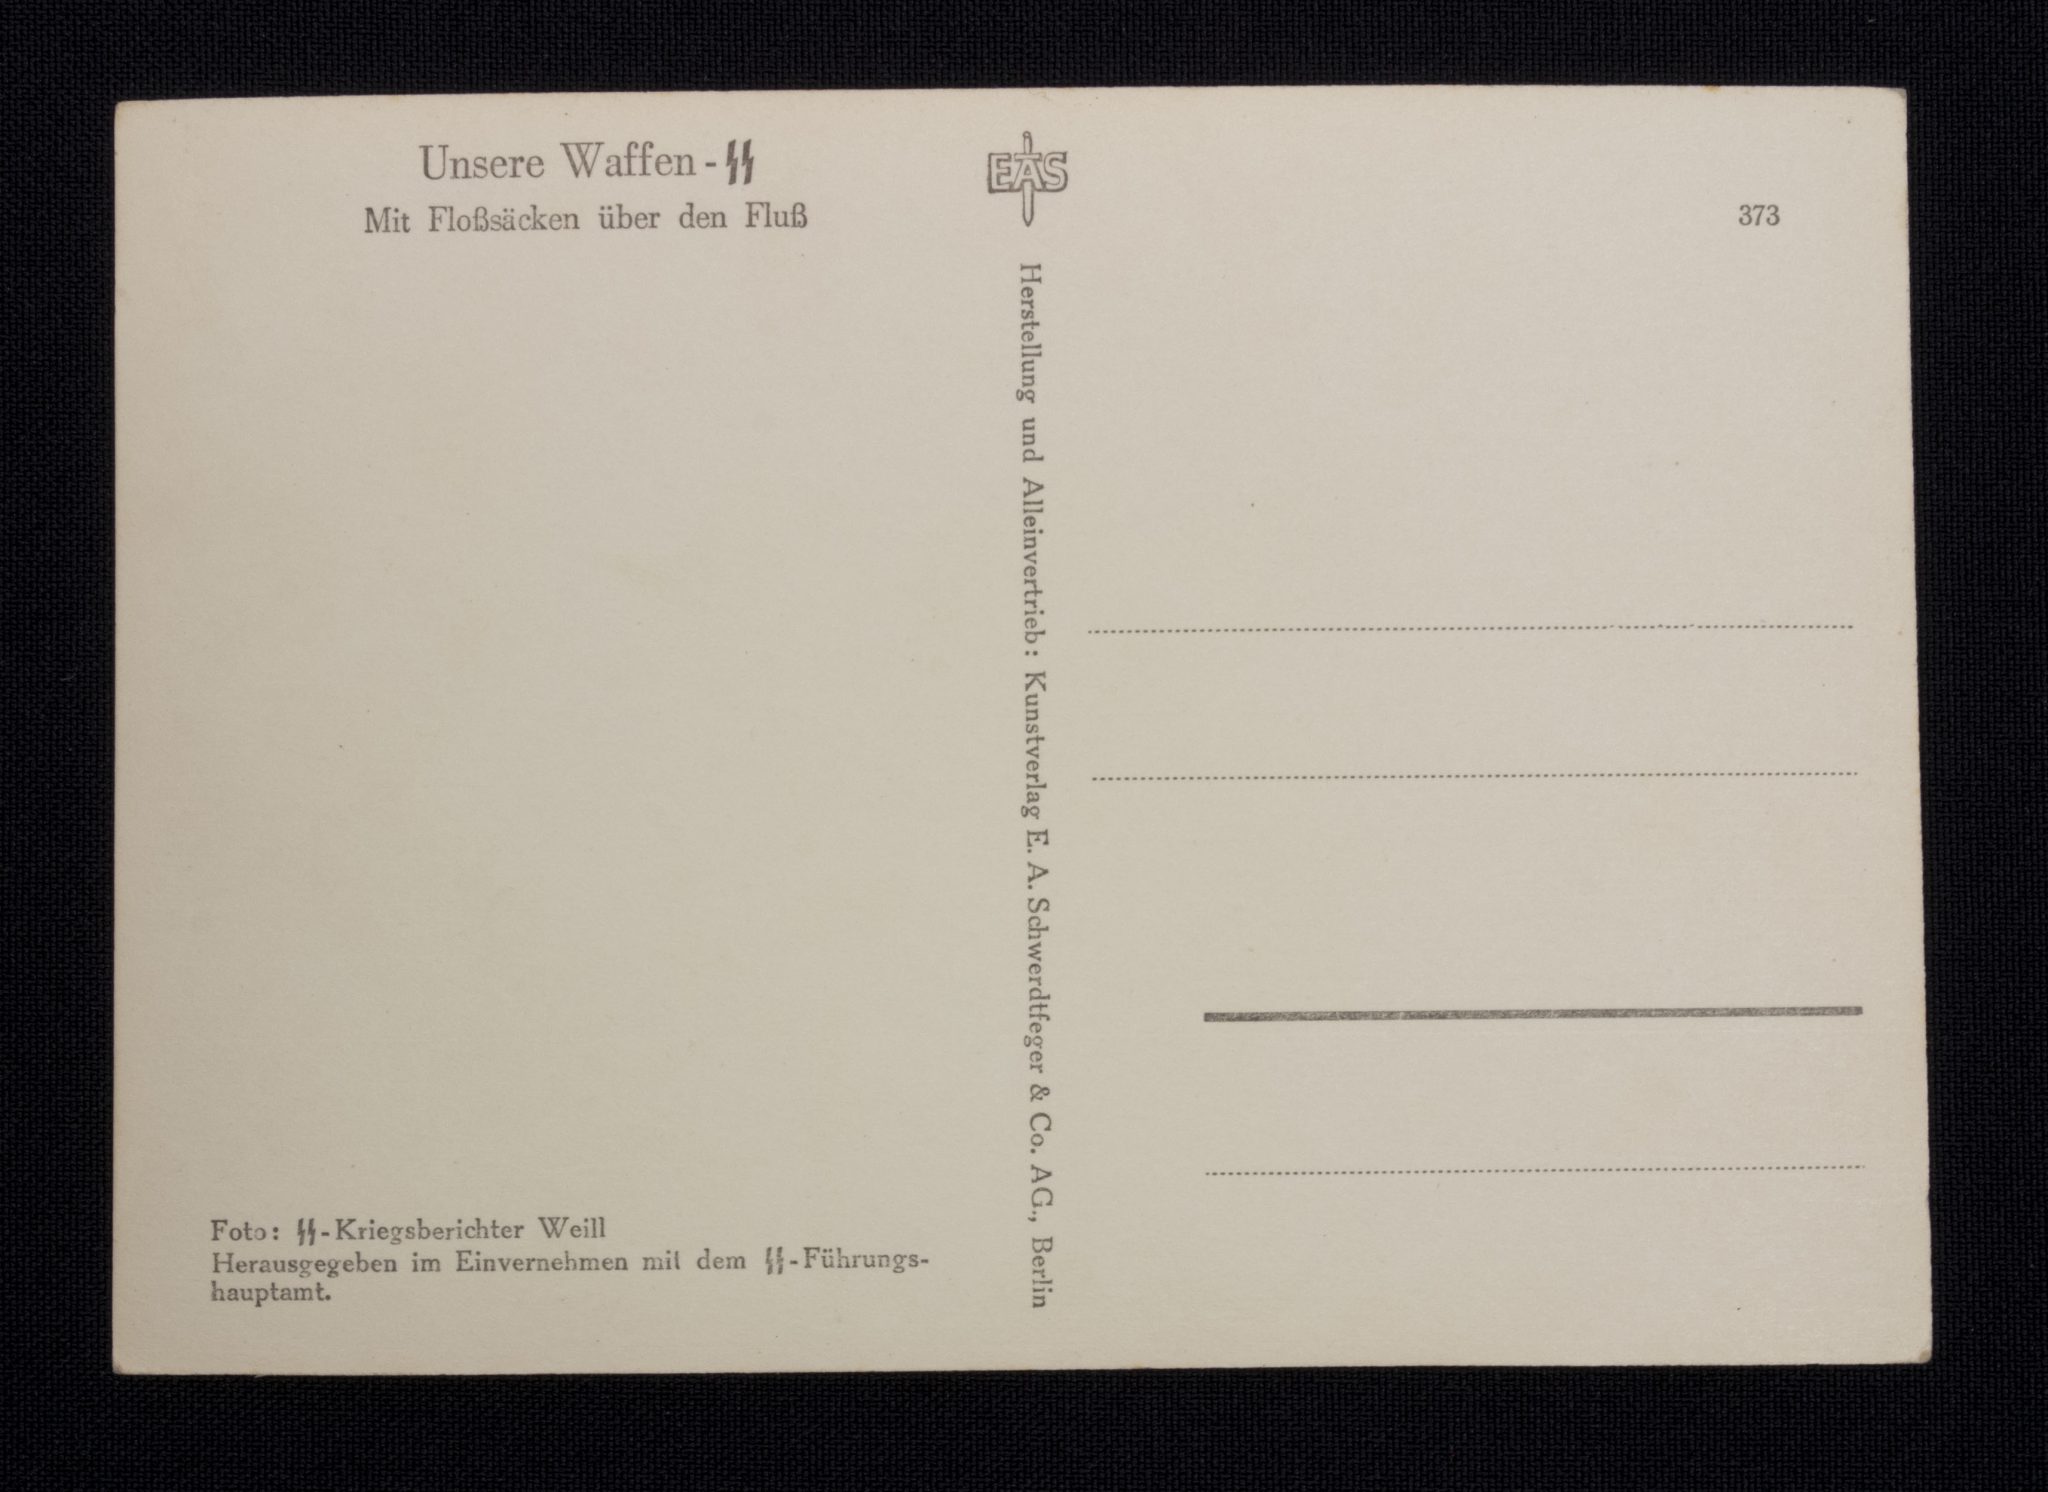 Unsere Waffen-ᛋᛋ
Mit Floßsäcken über den Fluß
EAS
373
Herstellung und Alleinvertrieb: Kunstverlag E. A. Schwerdtfeger & Co. AG., Berlin
Foto: ᛋᛋ-Kriegsberichter Weill
Herausgegeben im Einvernehmen mit dem ᛋᛋ-Führungs-
hauptamt.